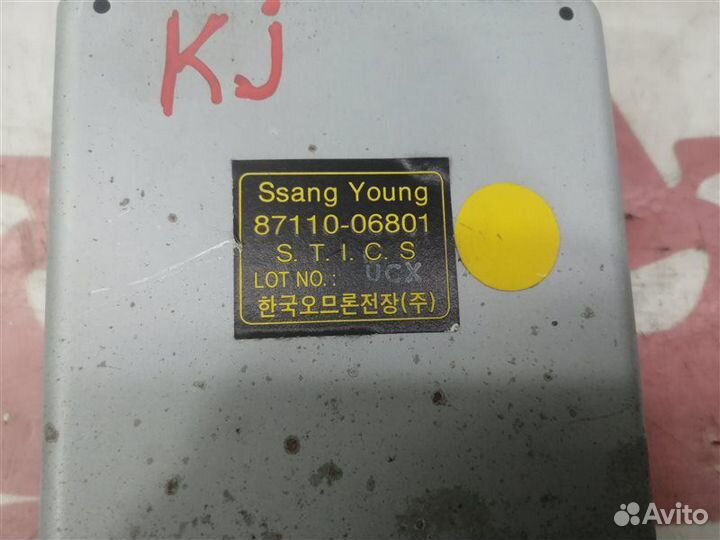 KJ
Ssang Young
87110-06801
S. T. I. C. S
LOT NO.: UCX
한국오므론전장(주)
Avito